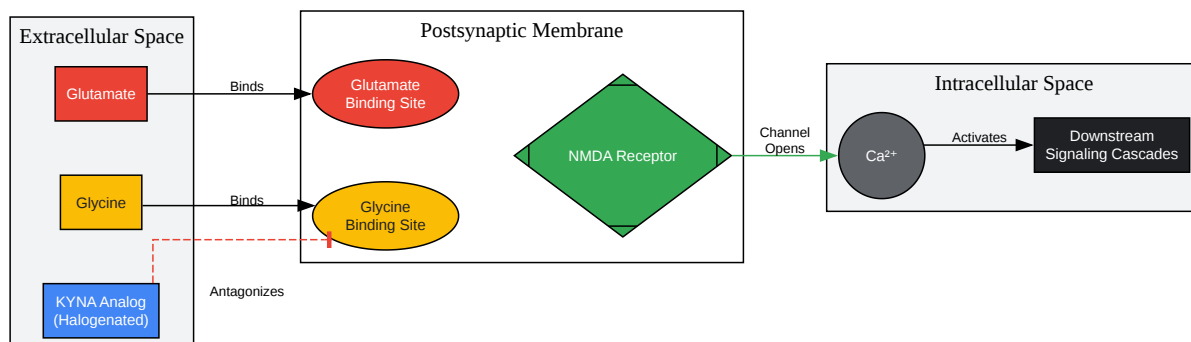 Extracellular Space
Glutamate
Glycine
KYNA Analog
(Halogenated)
Binds
Binds
Antagonizes
Postsynaptic Membrane
Glutamate
Binding Site
Glycine
Binding Site
NMDA Receptor
Channel
Opens
Intracellular Space
Ca²⁺
Activates
Downstream
Signaling Cascades